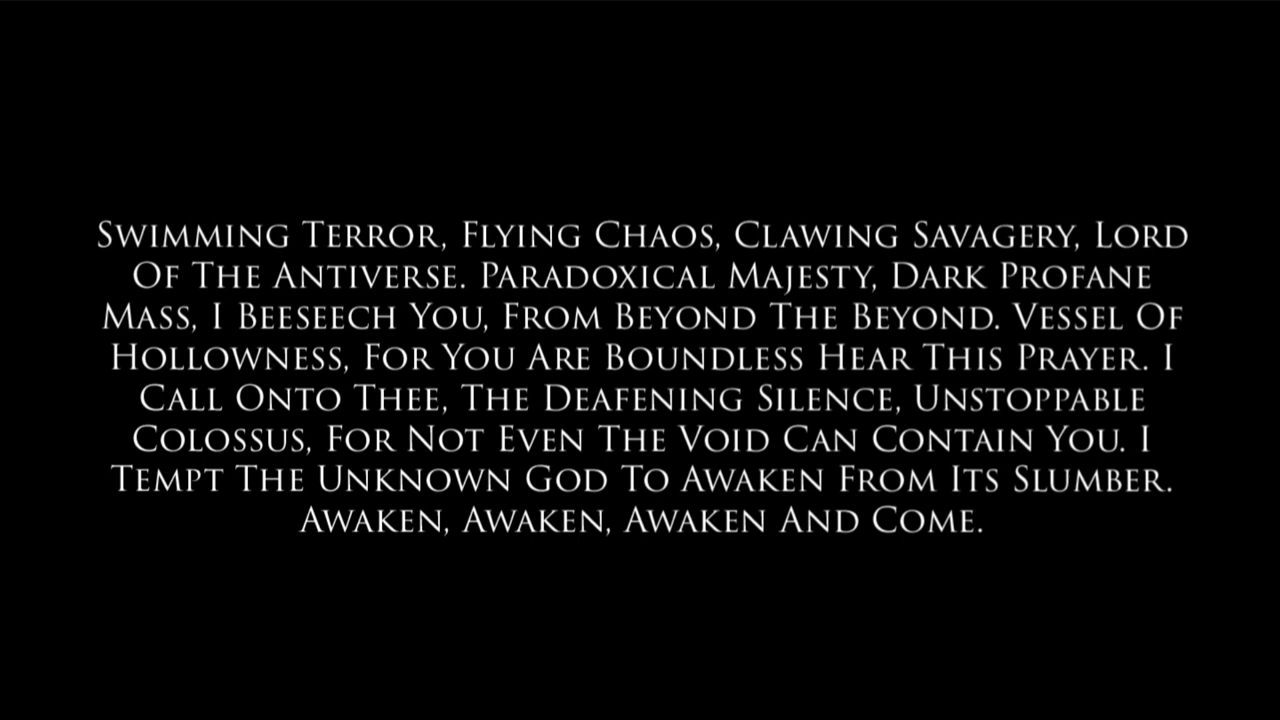 Swimming Terror, Flying Chaos, Clawing Savagery, Lord
Of The Antiverse. Paradoxical Majesty, Dark Profane
Mass, I Beeseech You, From Beyond The Beyond. Vessel Of
Hollowness, For You Are Boundless Hear This Prayer. I
Call Onto Thee, The Deafening Silence, Unstoppable
Colossus, For Not Even The Void Can Contain You. I
Tempt The Unknown God To Awaken From Its Slumber.
Awaken, Awaken, Awaken And Come.